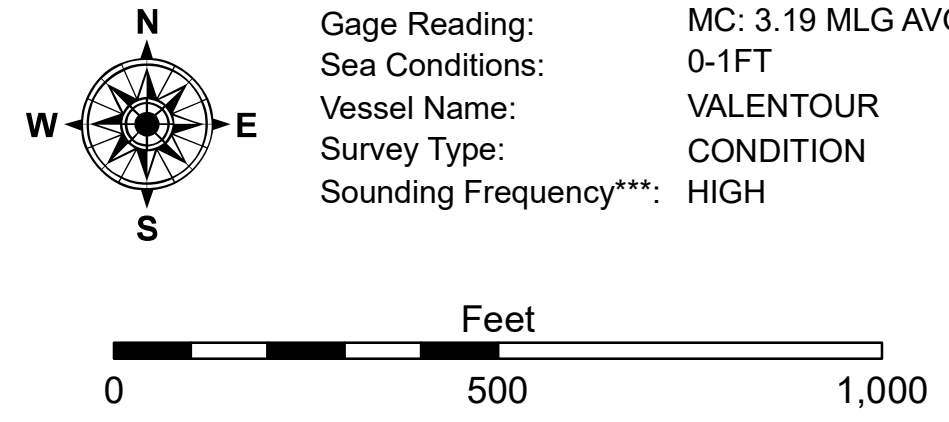 N
W E
S
Gage Reading: MC: 3.19 MLG
Sea Conditions: 0-1FT
Vessel Name: VALENTOUR
Survey Type: CONDITION
Sounding Frequency***: HIGH
Feet
0 500 1,000